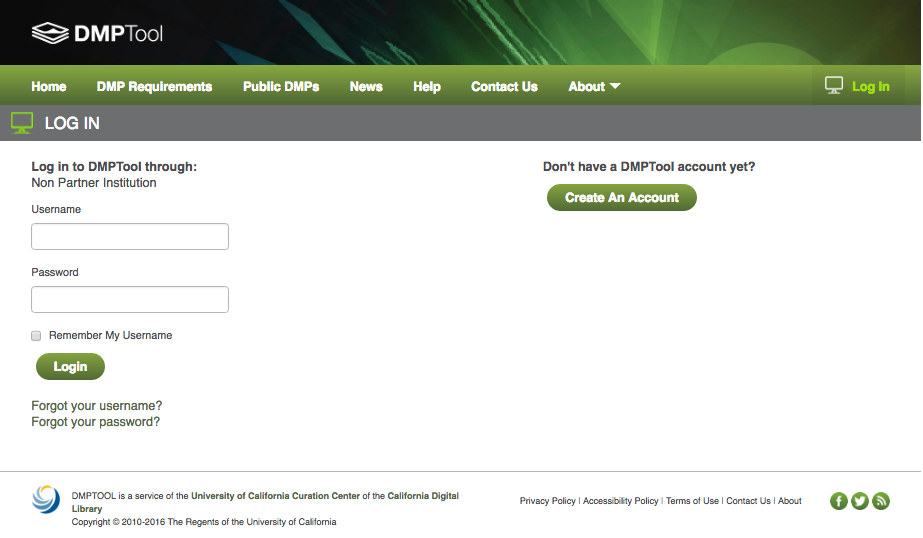 DMPTool
Home DMP Requirements Public DMPs News Help Contact Us About Log In
LOG IN
Log in to DMPTool through:
Non Partner Institution
Username
Password
Remember My Username
Login
Forgot your username?
Forgot your password?
Don't have a DMPTool account yet?
Create An Account
DMPTOOL is a service of the University of California Curation Center of the California Digital
Library
Copyright © 2010-2016 The Regents of the University of California
Privacy Policy | Accessibility Policy | Terms of Use | Contact Us | About